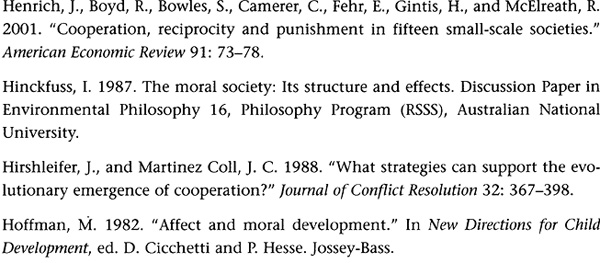 Henrich, J., Boyd, R., Bowles, S., Camerer, C., Fehr, E., Gintis, H., and McElreath, R.
2001. “Cooperation, reciprocity and punishment in fifteen small-scale societies.”
American Economic Review 91: 73–78.
Hinckfuss, I. 1987. The moral society: Its structure and effects. Discussion Paper in
Environmental Philosophy 16, Philosophy Program (RSSS), Australian National
University.
Hirshleifer, J., and Martinez Coll, J. C. 1988. “What strategies can support the evo-
lutionary emergence of cooperation?” Journal of Conflict Resolution 32: 367–398.
Hoffman, M. 1982. “Affect and moral development.” In New Directions for Child
Development, ed. D. Cicchetti and P. Hesse. Jossey-Bass.